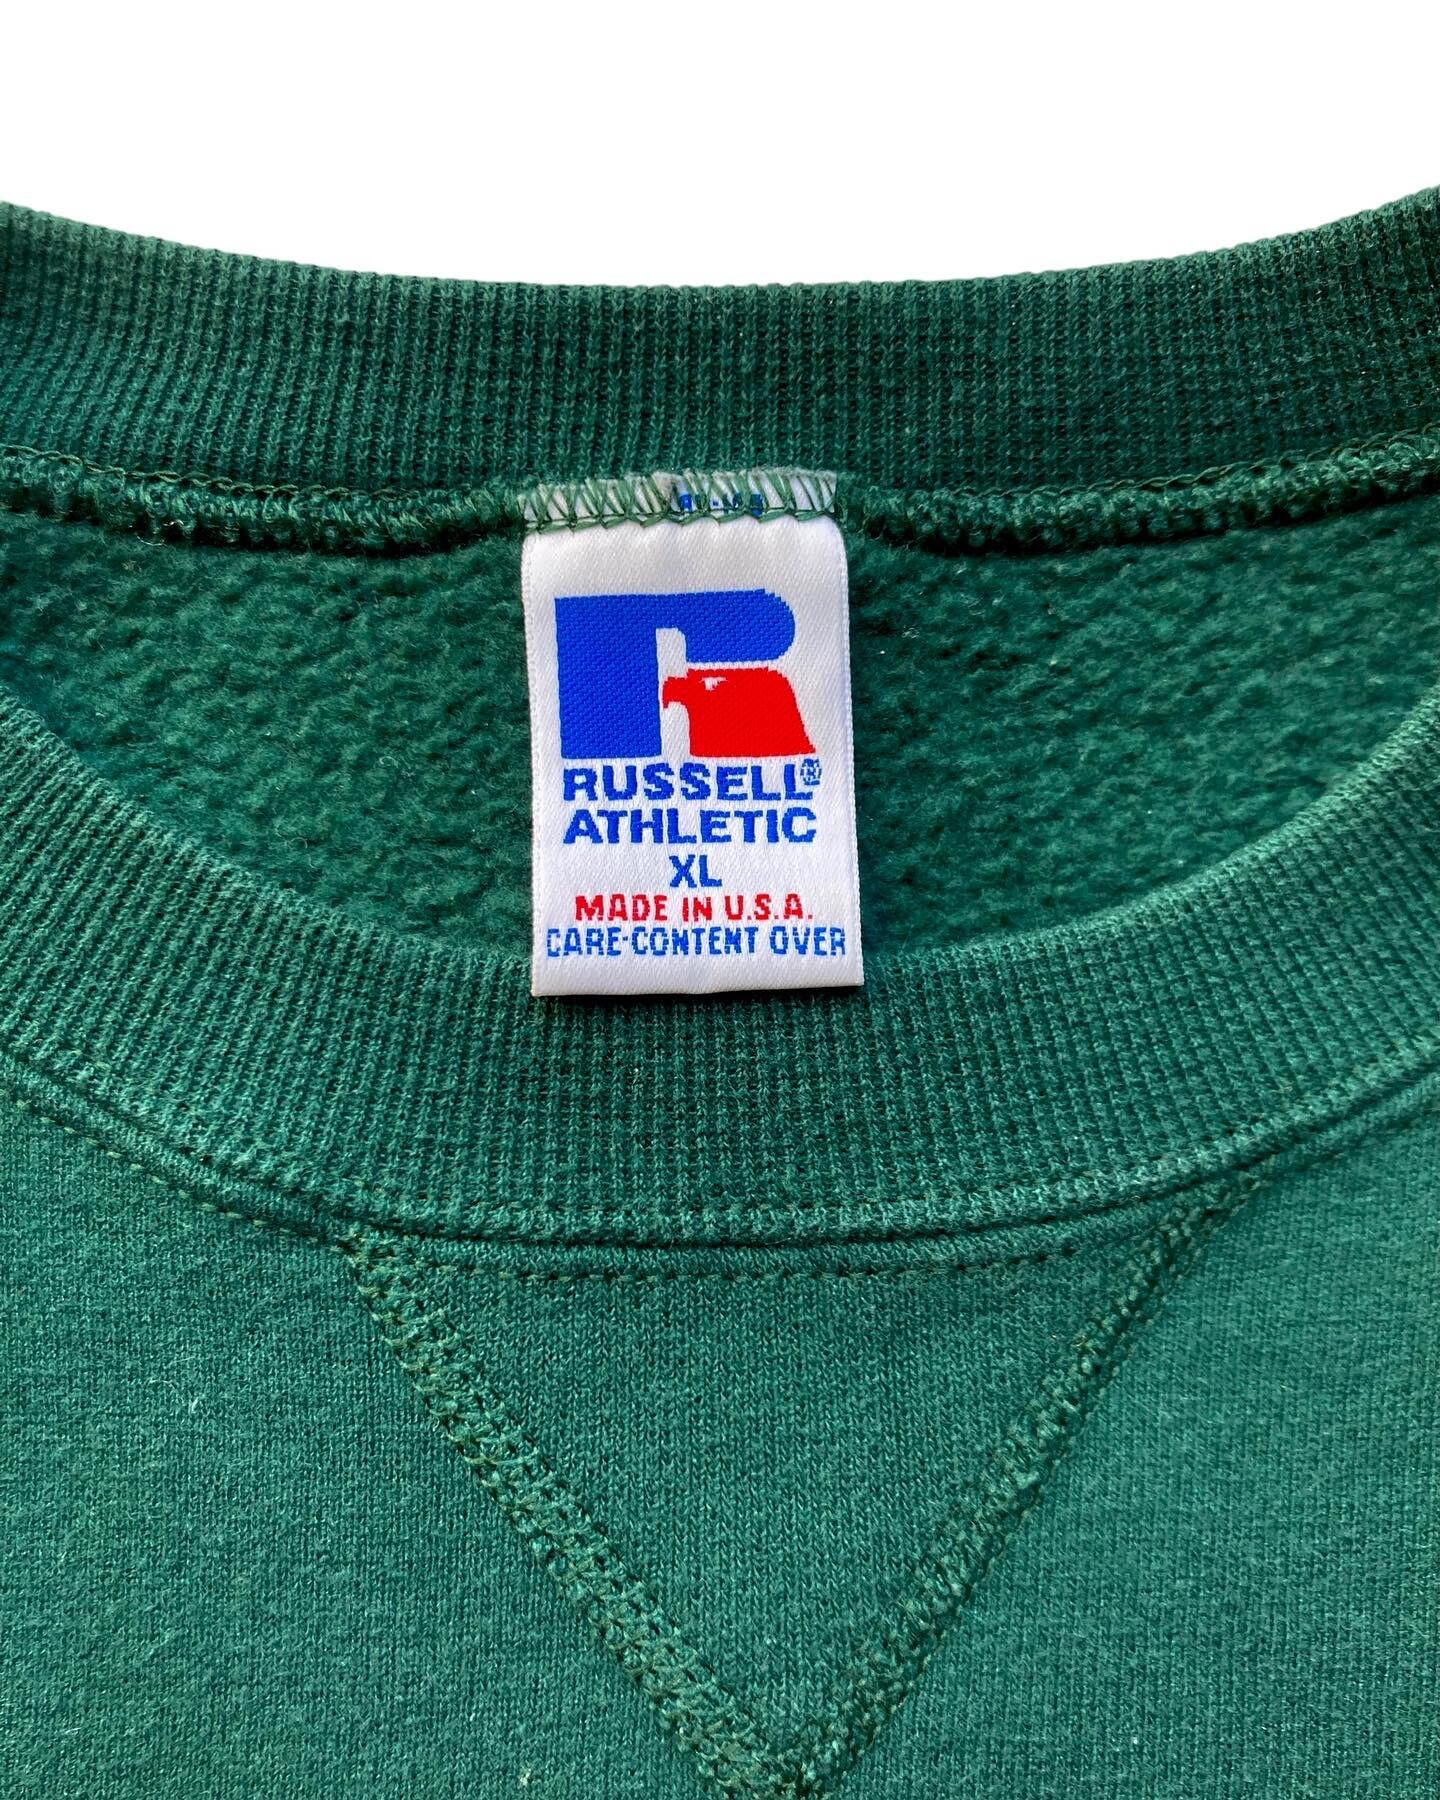 RUSSELL®
ATHLETIC
XL
MADE IN U.S.A.
CARE-CONTENT OVER